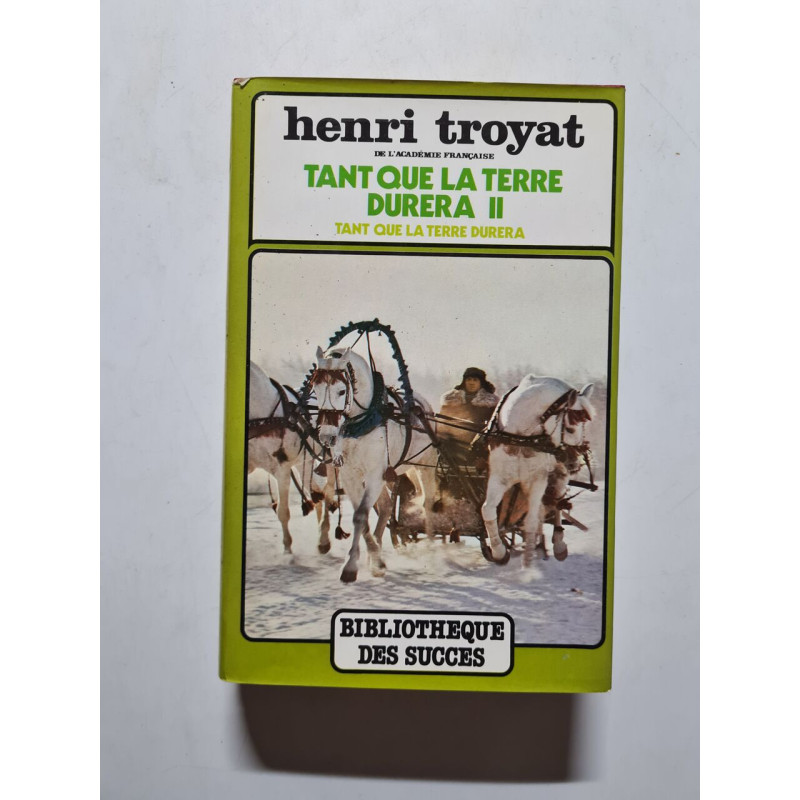 henri troyat
DE L'ACADÉMIE FRANÇAISE
TANT QUE LA TERRE
DURERA II
TANT QUE LA TERRE DURERA
BIBLIOTHEQUE
DES SUCCES